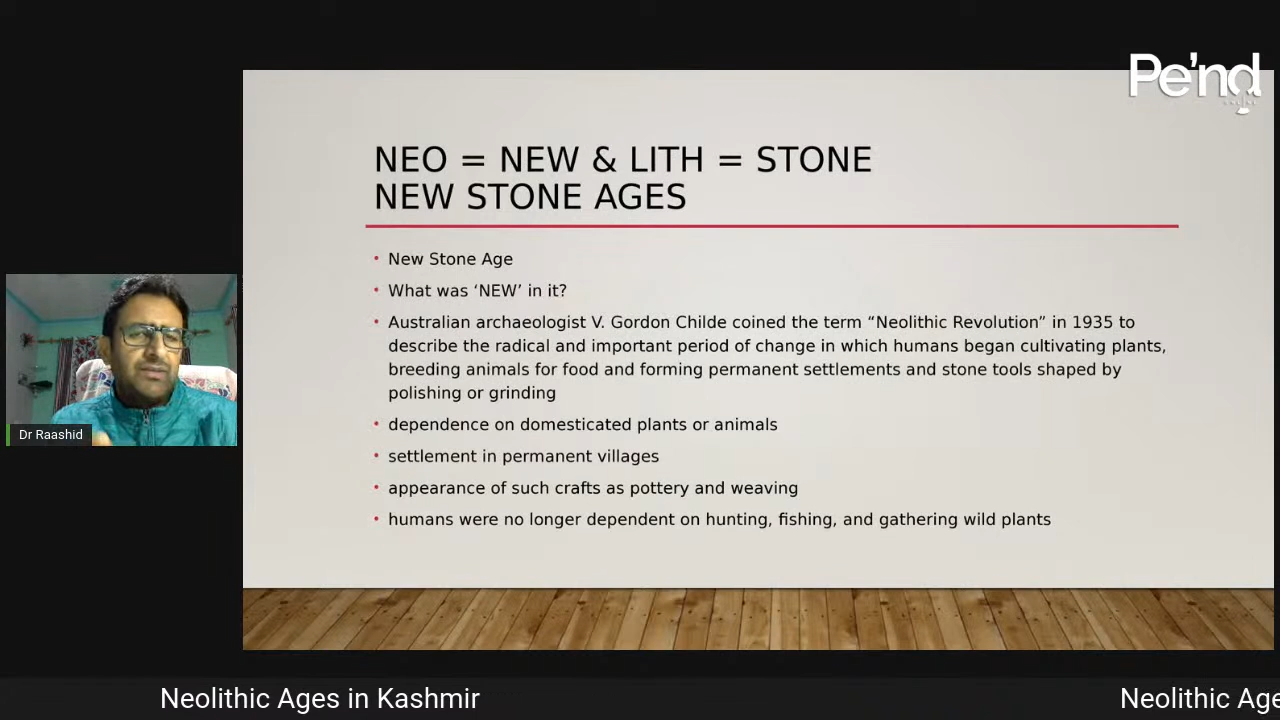 Pe'nd
NEO = NEW & LITH = STONE
NEW STONE AGES
• New Stone Age
• What was ‘NEW’ in it?
• Australian archaeologist V. Gordon Childe coined the term “Neolithic Revolution” in 1935 to
describe the radical and important period of change in which humans began cultivating plants,
breeding animals for food and forming permanent settlements and stone tools shaped by
polishing or grinding
• dependence on domesticated plants or animals
• settlement in permanent villages
• appearance of such crafts as pottery and weaving
• humans were no longer dependent on hunting, fishing, and gathering wild plants
Dr Raashid
Neolithic Ages in Kashmir
Neolithic Age